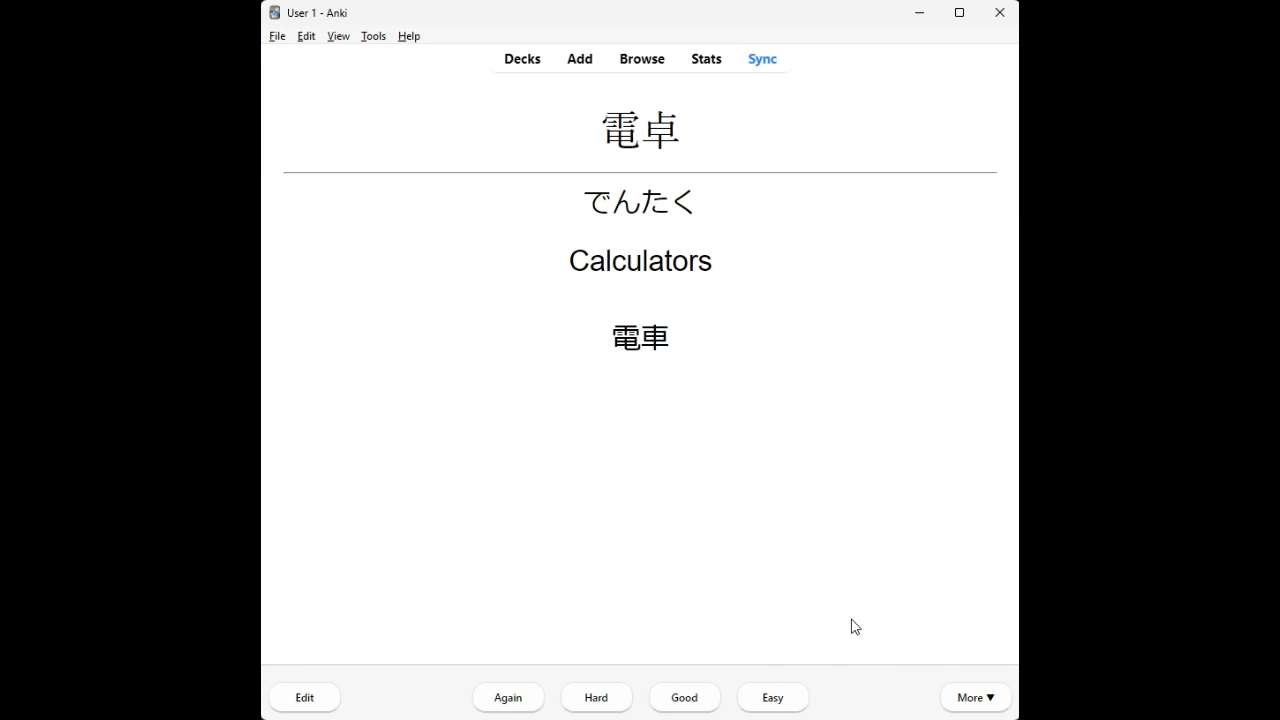 User 1 - Anki
File Edit View Tools Help
Decks Add Browse Stats Sync
電卓
でんたく
Calculators
電車
Edit Again Hard Good Easy More ▼